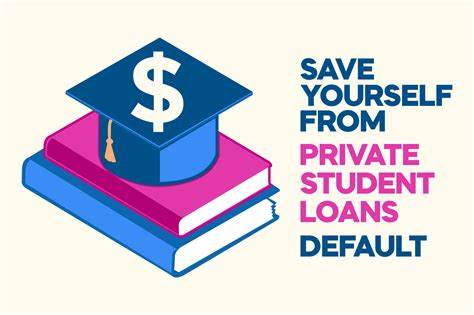 $
SAVE
YOURSELF
FROM
PRIVATE
STUDENT
LOANS
DEFAULT